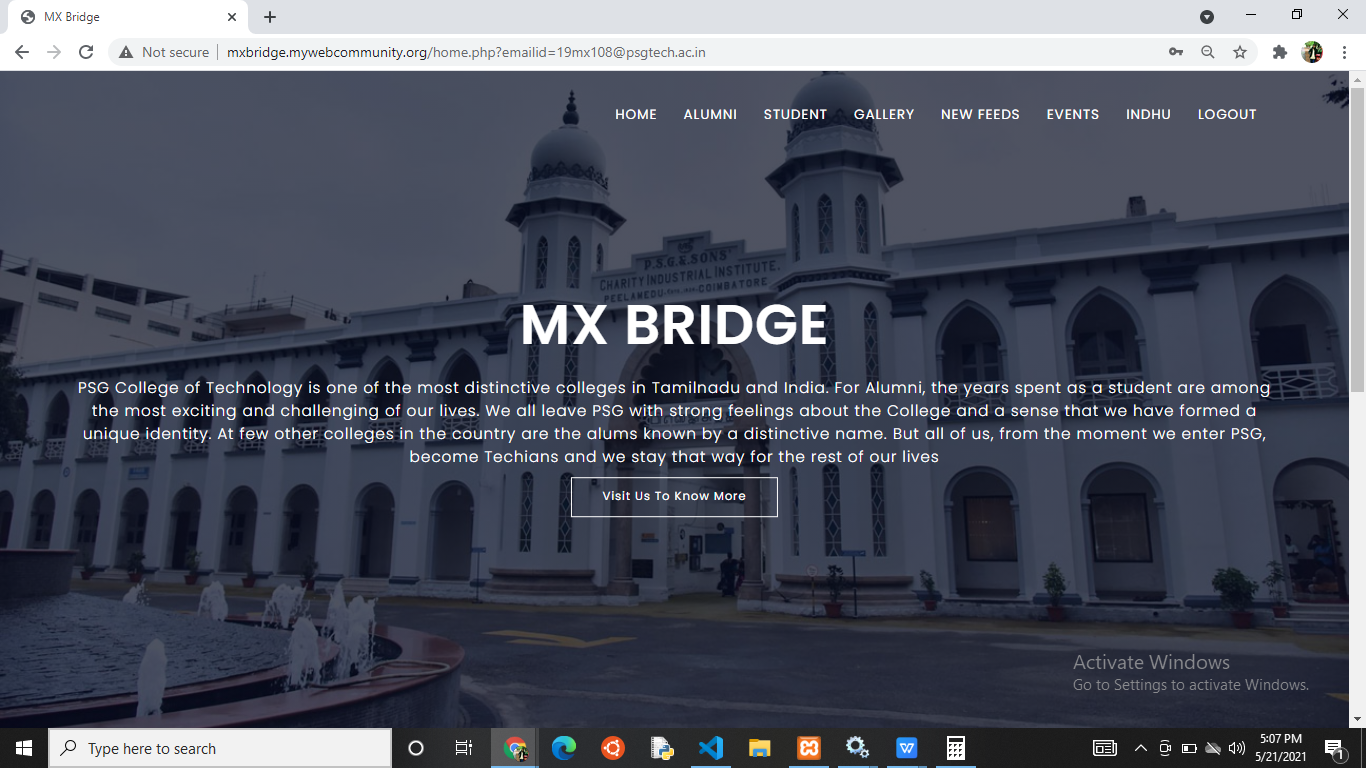 MX Bridge
Not secure
mxbridge.mywebcommunity.org/home.php?emailid=19mx108@psgtech.ac.in
HOME ALUMNI STUDENT GALLERY NEW FEEDS EVENTS INDHU LOGOUT
P.S.G.& SONS'
CHARITY INDUSTRIAL INSTITUTE.
PEELAMEDU COIMBATORE
MX BRIDGE
PSG College of Technology is one of the most distinctive colleges in Tamilnadu and India. For Alumni, the years spent as a student are among
the most exciting and challenging of our lives. We all leave PSG with strong feelings about the College and a sense that we have formed a
unique identity. At few other colleges in the country are the alums known by a distinctive name. But all of us, from the moment we enter PSG,
become Techians and we stay that way for the rest of our lives
Visit Us To Know More
Activate Windows
Go to Settings to activate Windows.
Type here to search
5:07 PM
5/21/2021
1